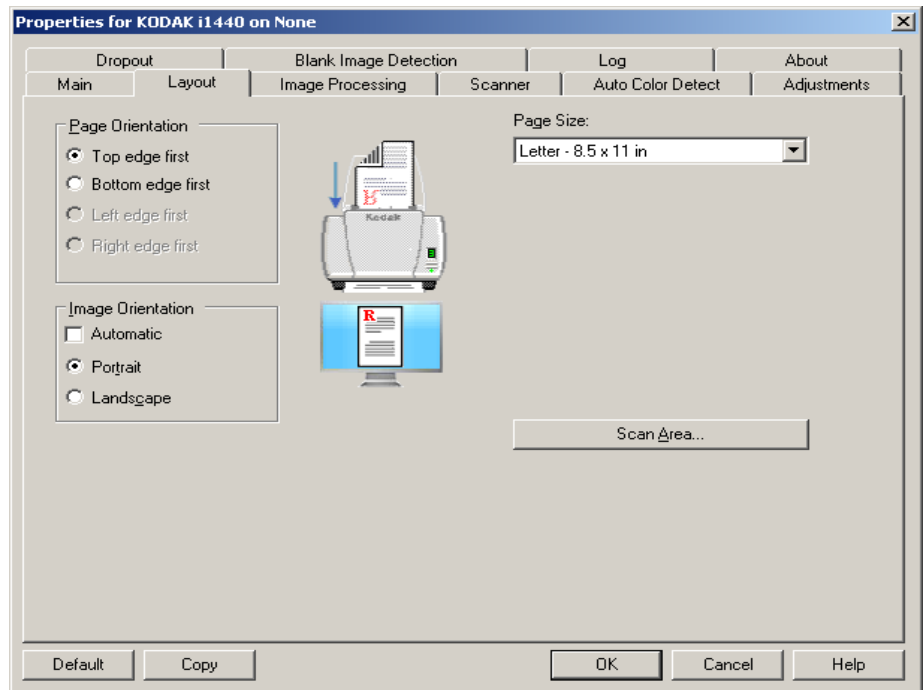 Properties for KODAK i1440 on None
Dropout Blank Image Detection Log About
Main Layout Image Processing Scanner Auto Color Detect Adjustments
Page Orientation
Top edge first
Bottom edge first
Left edge first
Right edge first
Image Orientation
Automatic
Portrait
Landscape
R
Kodak
3
R
Page Size:
Letter - 8.5 x 11 in
Scan Area...
Default Copy OK Cancel Help